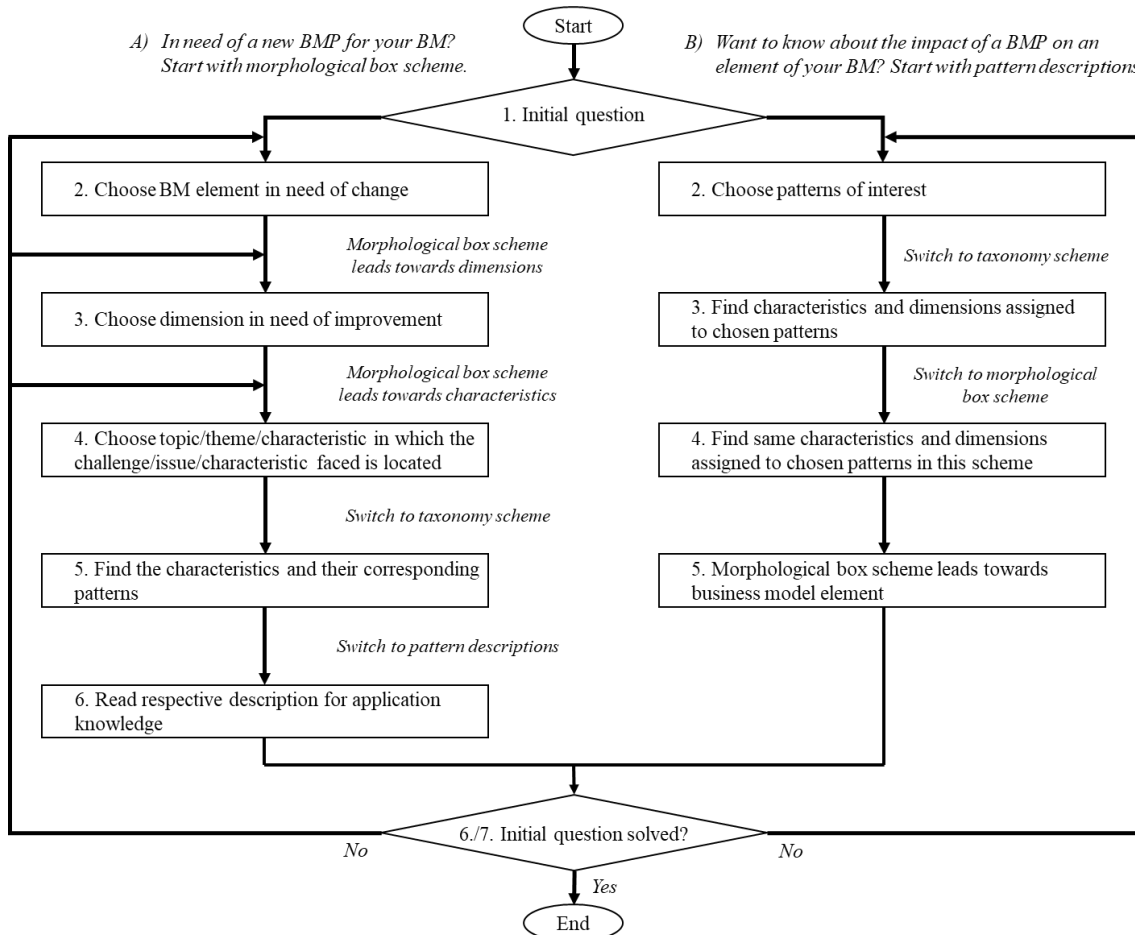 Start
A) In need of a new BMP for your BM?
Start with morphological box scheme.
B) Want to know about the impact of a BMP on an
element of your BM? Start with pattern descriptions
1. Initial question
2. Choose BM element in need of change
Morphological box scheme
leads towards dimensions
3. Choose dimension in need of improvement
Morphological box scheme
leads towards characteristics
4. Choose topic/theme/characteristic in which the
challenge/issue/characteristic faced is located
Switch to taxonomy scheme
5. Find the characteristics and their corresponding
patterns
Switch to pattern descriptions
6. Read respective description for application
knowledge
2. Choose patterns of interest
Switch to taxonomy scheme
3. Find characteristics and dimensions assigned
to chosen patterns
Switch to morphological
box scheme
4. Find same characteristics and dimensions
assigned to chosen patterns in this scheme
5. Morphological box scheme leads towards
business model element
6./7. Initial question solved?
No
No
Yes
End